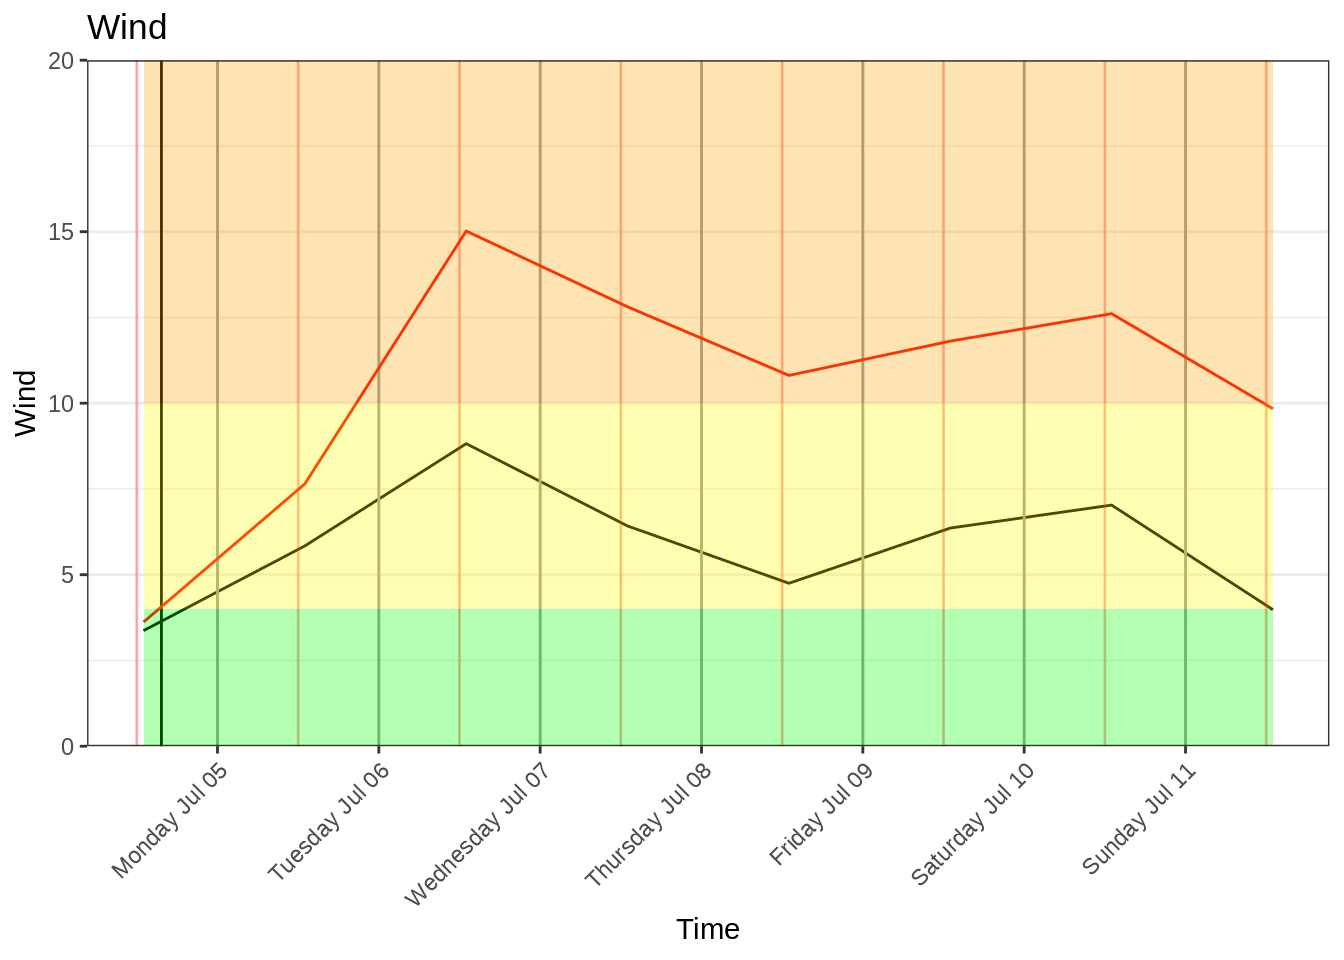 Wind
20
15
10
5
0
Wind
Monday Jul 05
Tuesday Jul 06
Wednesday Jul 07
Thursday Jul 08
Friday Jul 09
Saturday Jul 10
Sunday Jul 11
Time